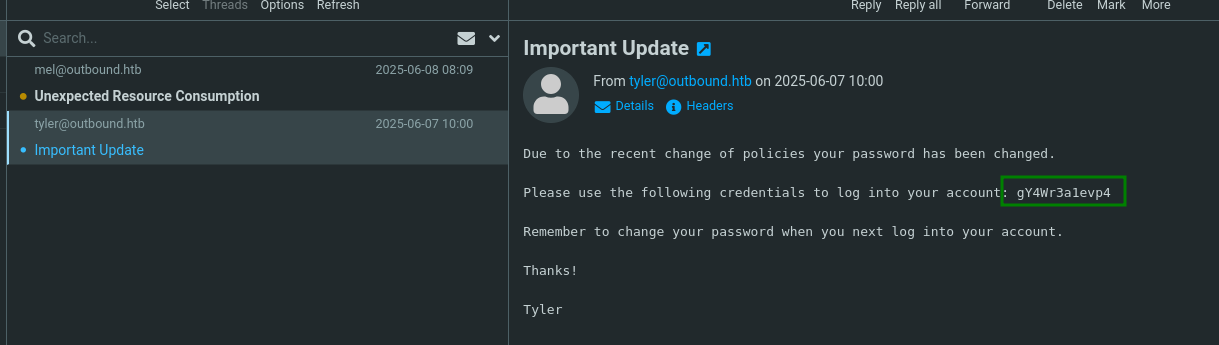 Select Threads Options Refresh
Reply Reply all Forward Delete Mark More
Search...
mel@outbound.htb 2025-06-08 08:09
Unexpected Resource Consumption
tyler@outbound.htb 2025-06-07 10:00
Important Update
Important Update
From tyler@outbound.htb on 2025-06-07 10:00
Details Headers
Due to the recent change of policies your password has been changed.
Please use the following credentials to log into your account: gY4Wr3a1evp4
Remember to change your password when you next log into your account.
Thanks!
Tyler